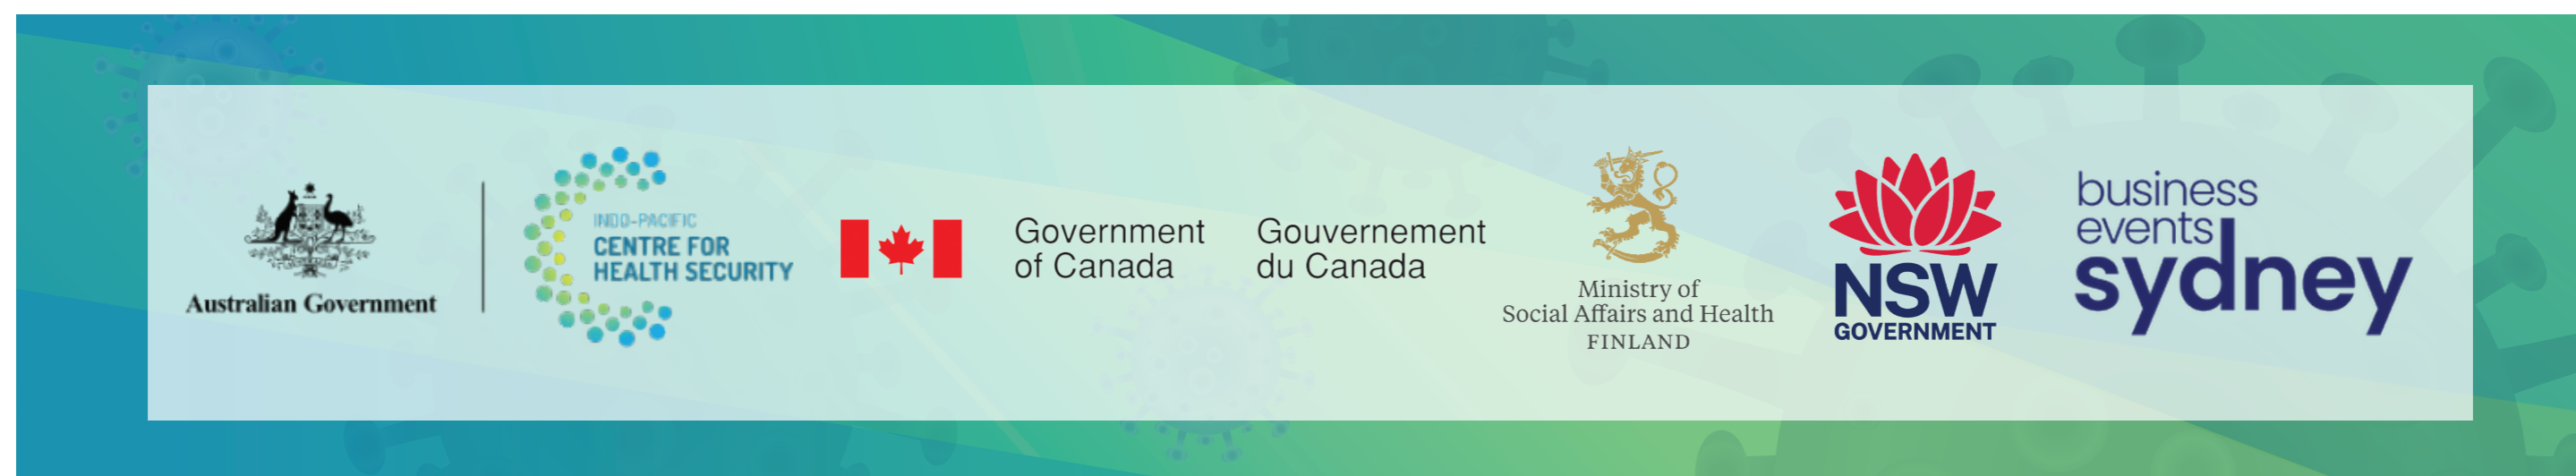 Australian Government
INDO-PACIFIC
CENTRE FOR
HEALTH SECURITY
Government
of Canada
Gouvernement
du Canada
Ministry of
Social Affairs and Health
FINLAND
NSW
GOVERNMENT
business
events
sydney